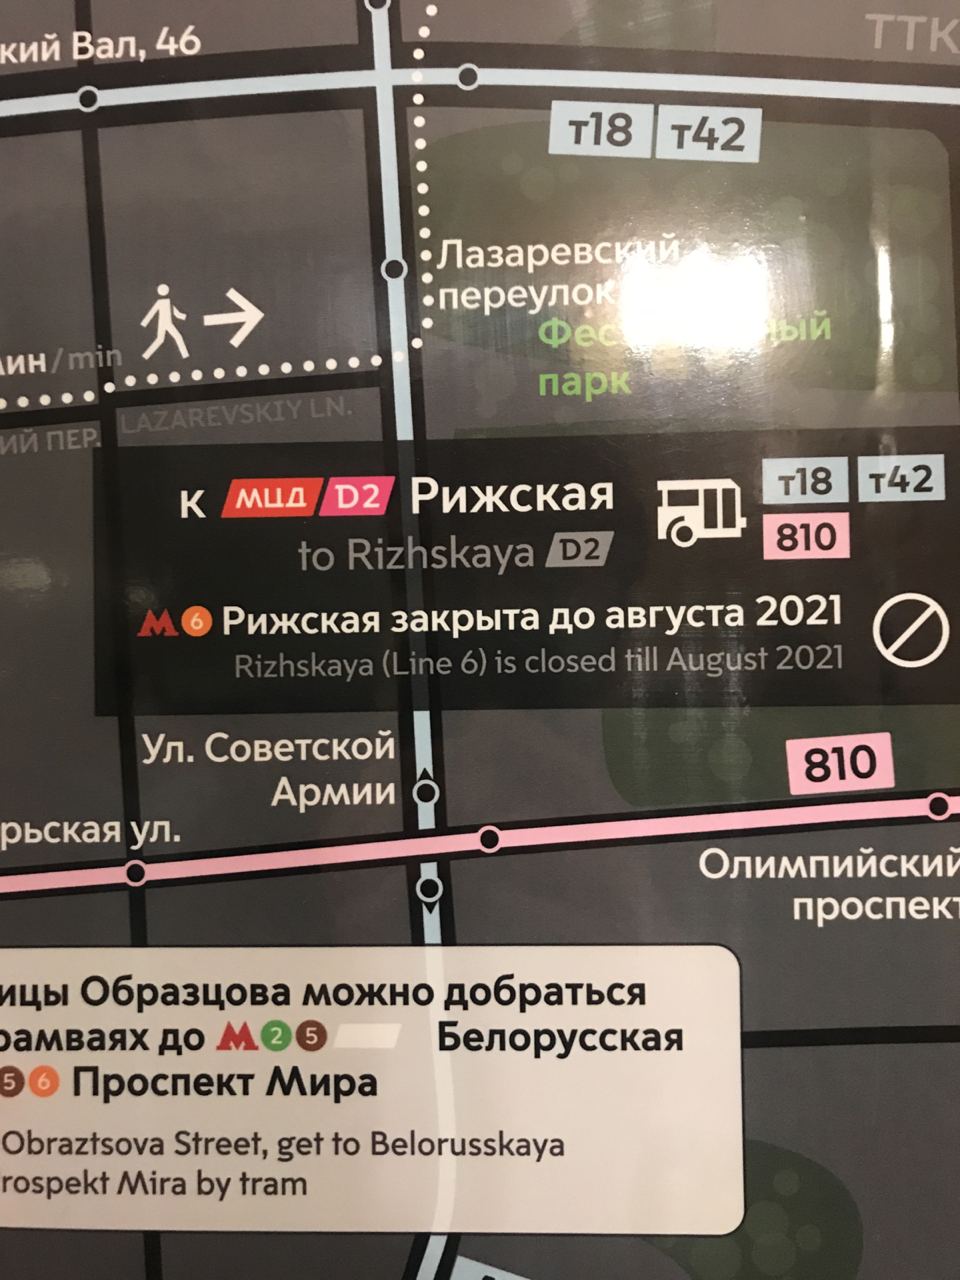 кий Вал, 46
ТТК
т18 т42
Лазаревский
переулок
парк
мин/min
ИЙ ПЕР.
LAZAREVSKIY LN.
к МЦД D2 Рижская
т18 т42
to Rizhskaya D2
810
М 6 Рижская закрыта до августа 2021
Rizhskaya (Line 6) is closed till August 2021
Ул. Советской
Армии
810
рьская ул.
Олимпийский
проспект
ицы Образцова можно добраться
рамваях до М 2 5 Белорусская
5 6 Проспект Мира
Obraztsova Street, get to Belorusskaya
rospekt Mira by tram